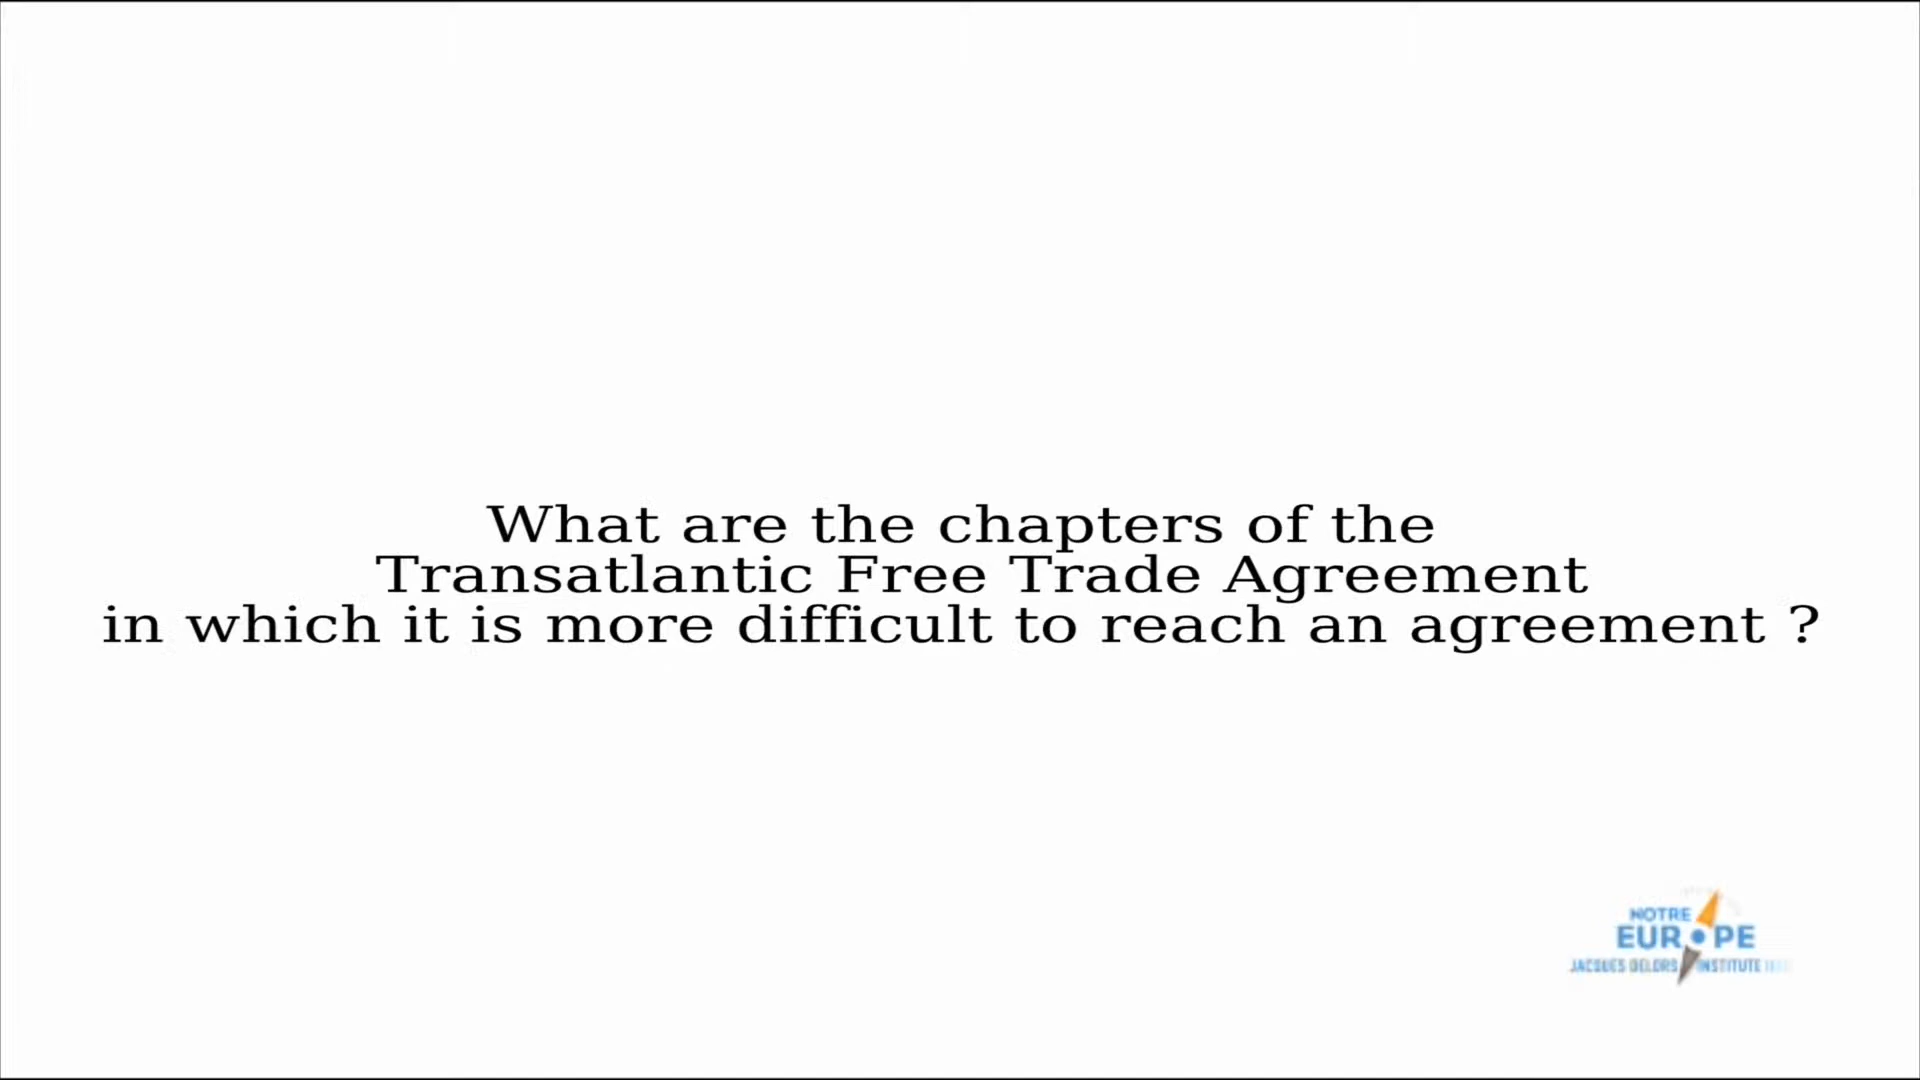 What are the chapters of the
Transatlantic Free Trade Agreement
in which it is more difficult to reach an agreement ?
NOTRE
EUROPE
JACQUES DELORS INSTITUTE